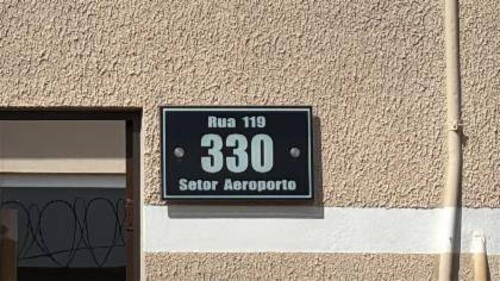 Rua 119
330
Setor Aeroporto